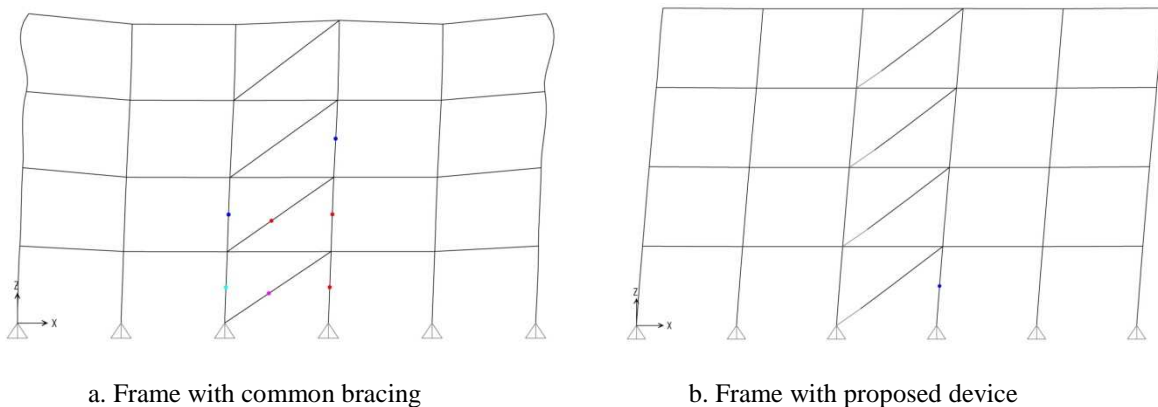 Z
X
Z
X
a. Frame with common bracing
b. Frame with proposed device